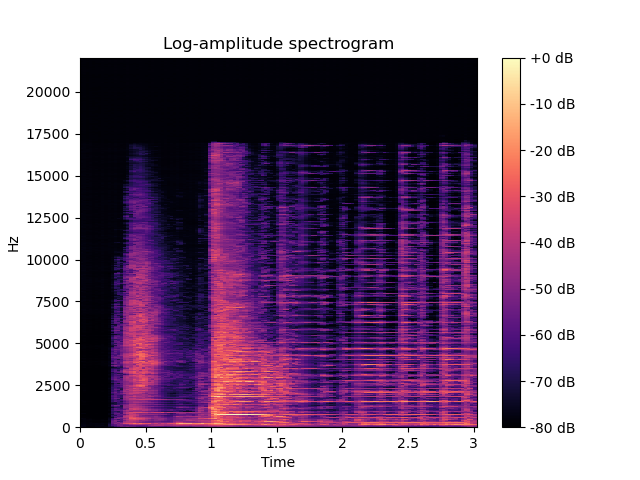 Log-amplitude spectrogram
Hz
20000
17500
15000
12500
10000
7500
5000
2500
0
0 0.5 1 1.5 2 2.5 3
Time
+0 dB
-10 dB
-20 dB
-30 dB
-40 dB
-50 dB
-60 dB
-70 dB
-80 dB